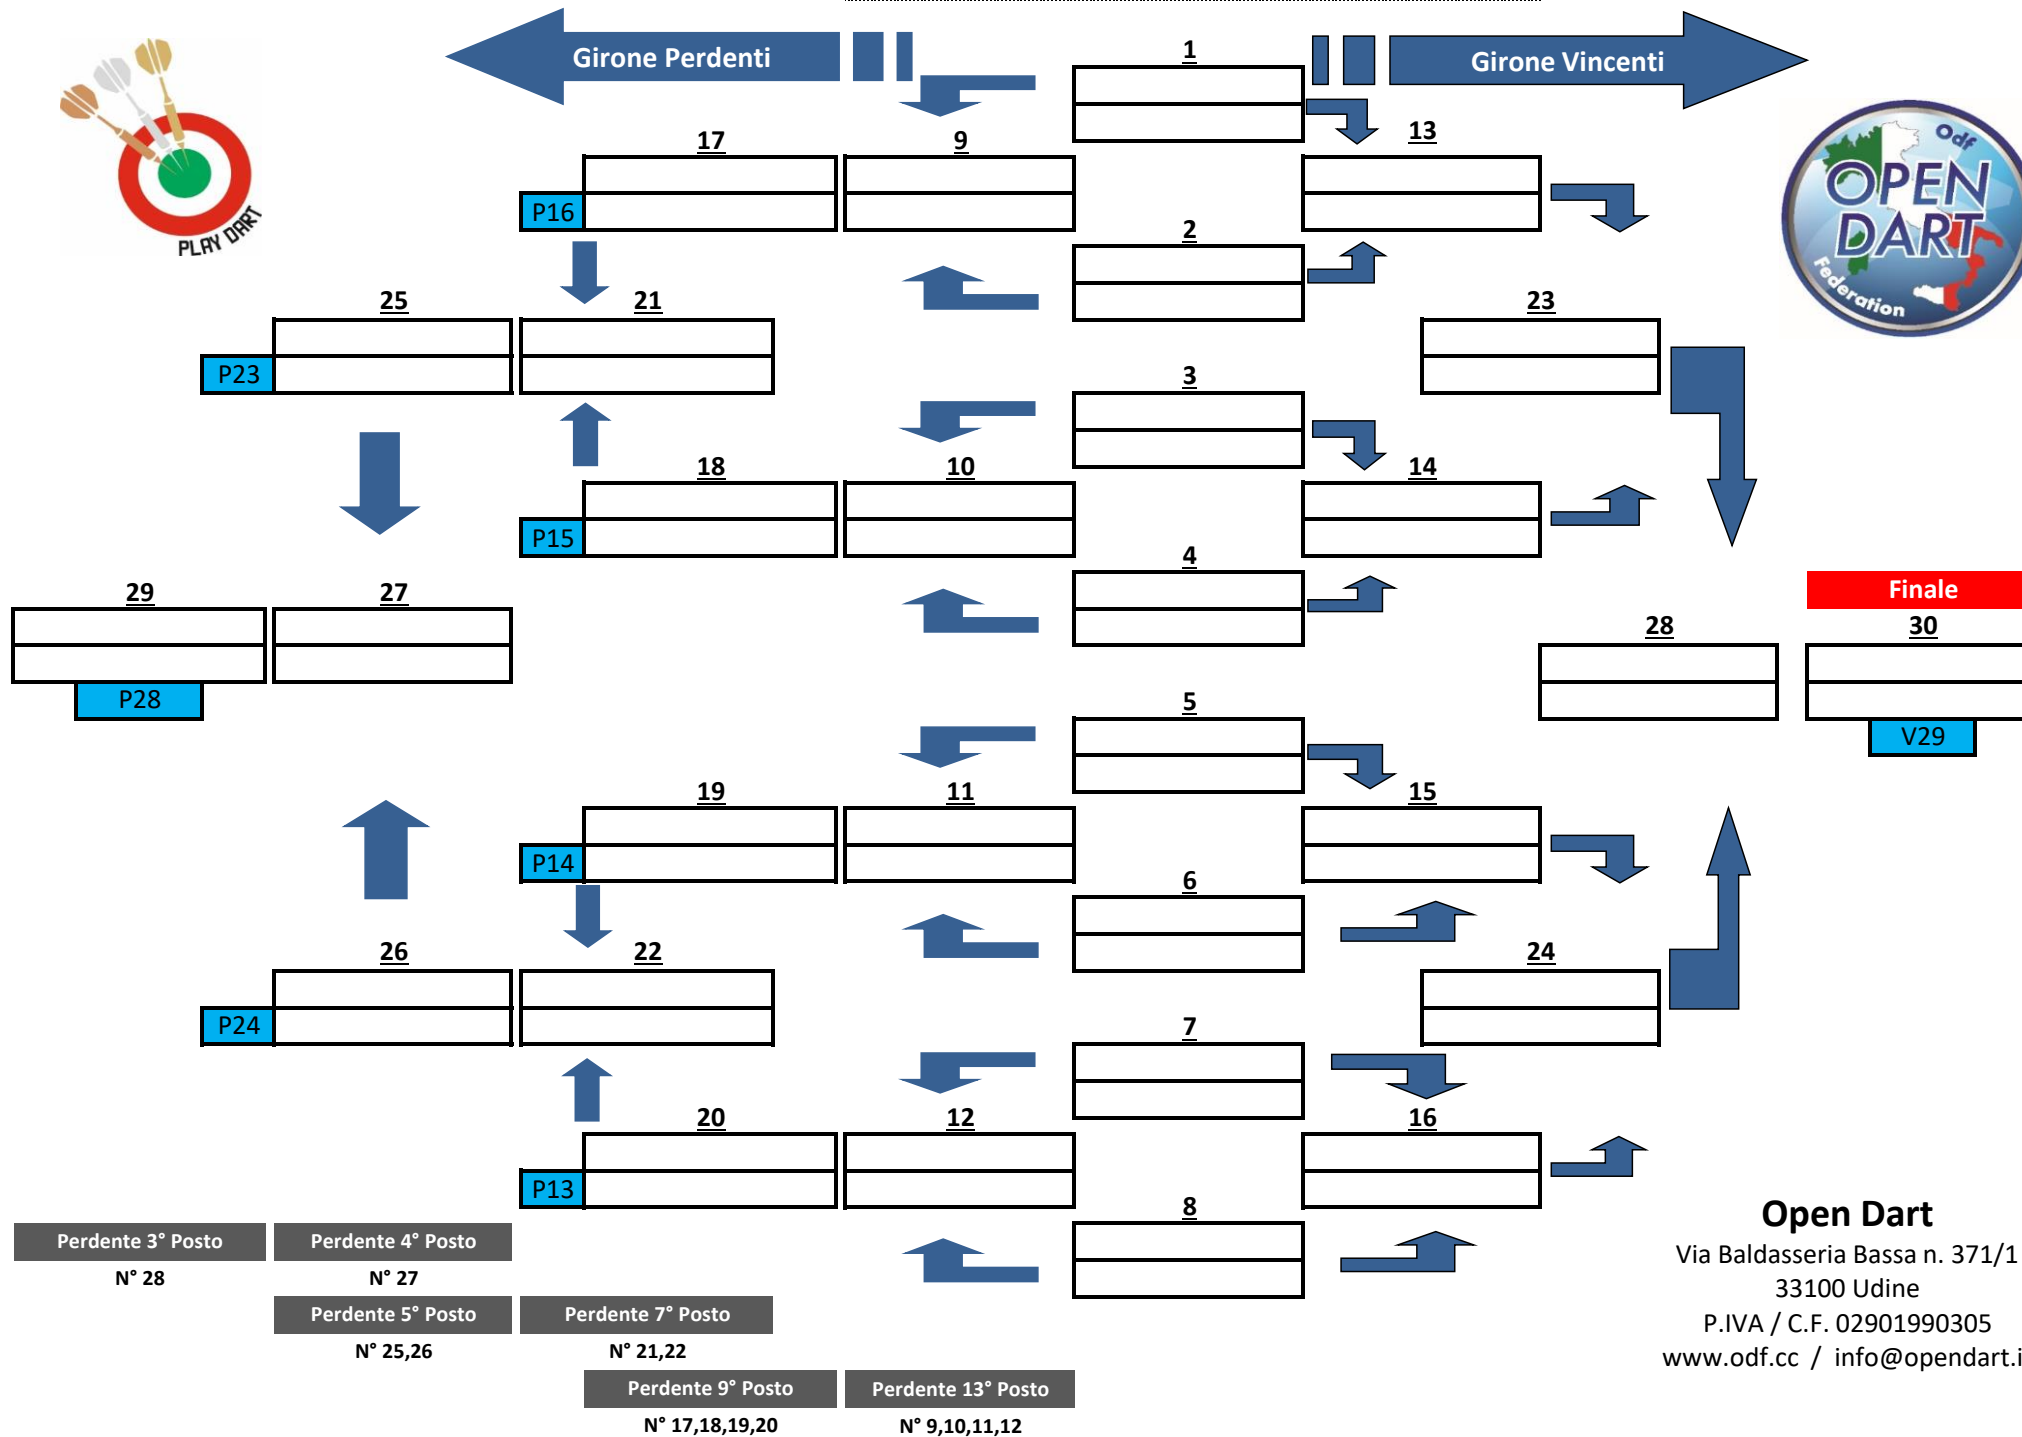 Girone Perdenti
1
Girone Vincenti
PLAY DART
Odf
OPEN
DART
Federation
17
9
13
P16
2
25
21
23
P23
3
18
10
14
P15
4
29
27
Finale
28
30
P28
5
V29
19
11
15
P14
6
26
22
24
P24
7
20
12
16
P13
8
Perdente 3° Posto
Perdente 4° Posto
N° 28
N° 27
Perdente 5° Posto
Perdente 7° Posto
N° 25,26
N° 21,22
Perdente 9° Posto
Perdente 13° Posto
N° 17,18,19,20
N° 9,10,11,12
Open Dart
Via Baldasseria Bassa n. 371/1
33100 Udine
P.IVA / C.F. 02901990305
www.odf.cc / info@opendart.i